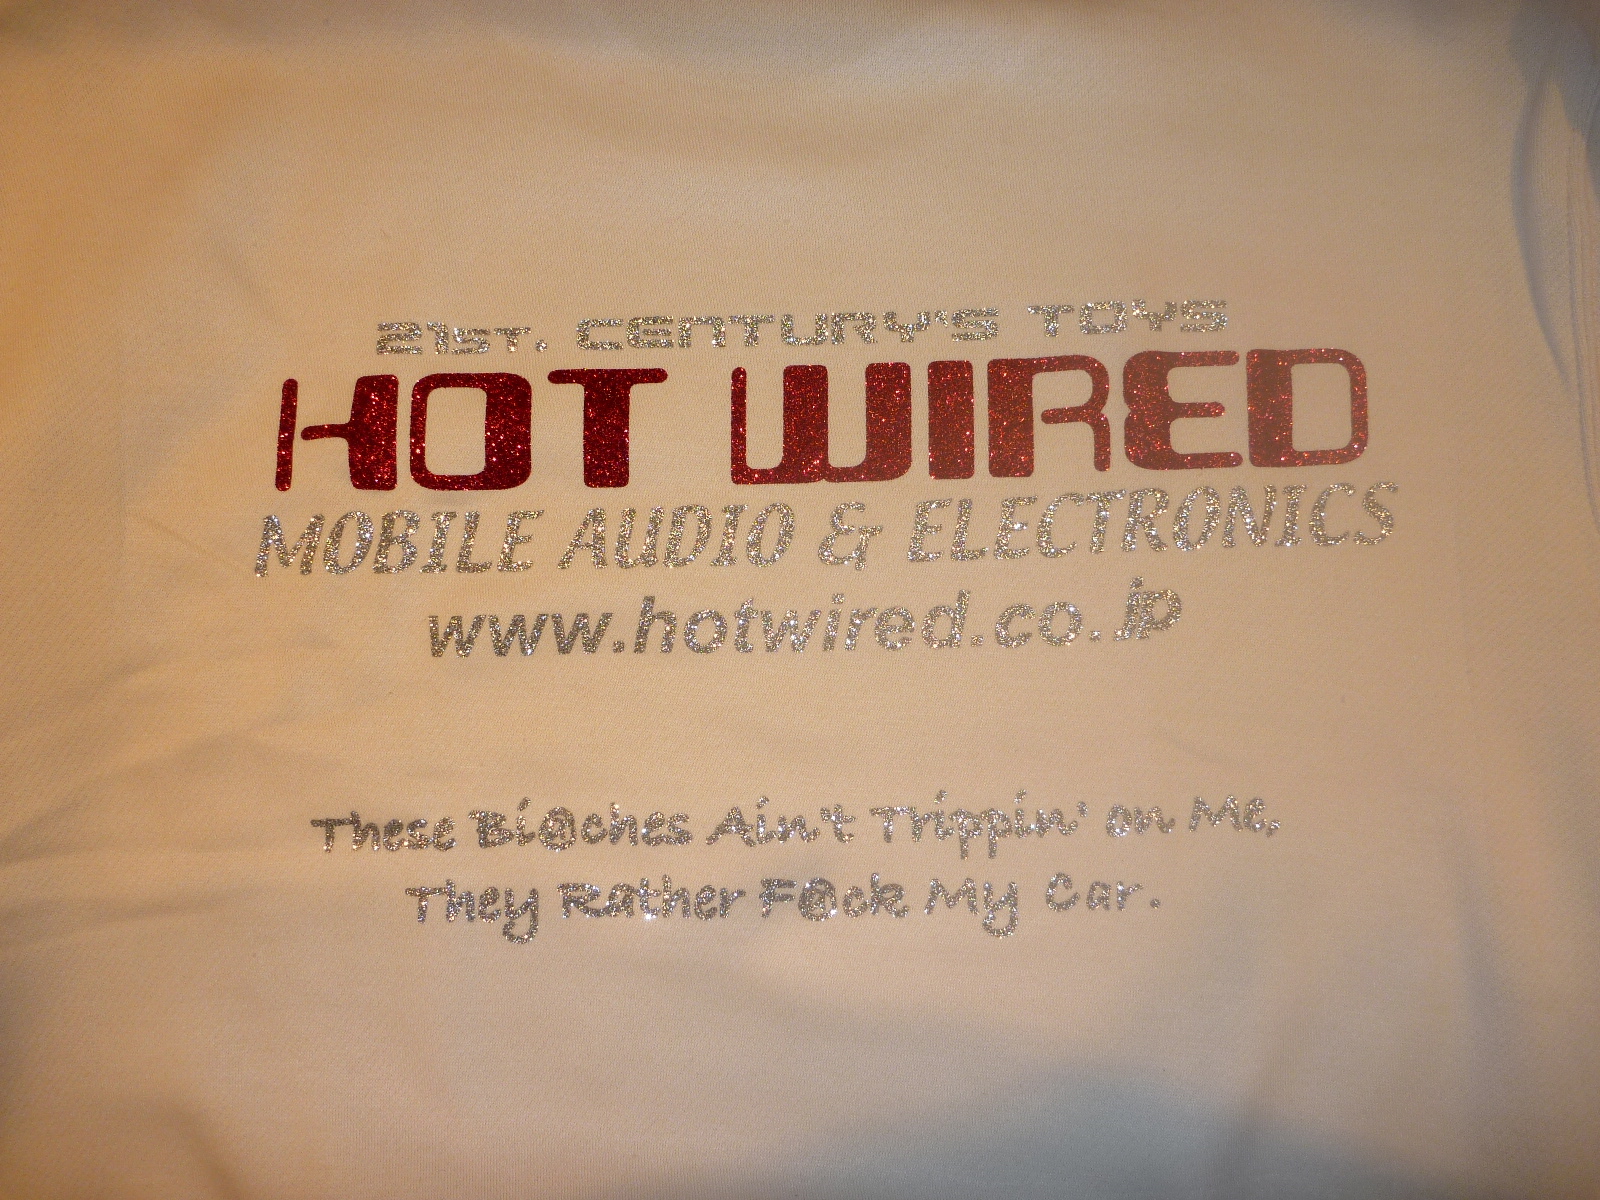 21ST. CENTURY'S TOYS
HOT WIRED
MOBILE AUDIO & ELECTRONICS
www.hotwired.co.jp
These Bi@ches Ain't Trippin' on Me,
They Rather F@ck My Car.